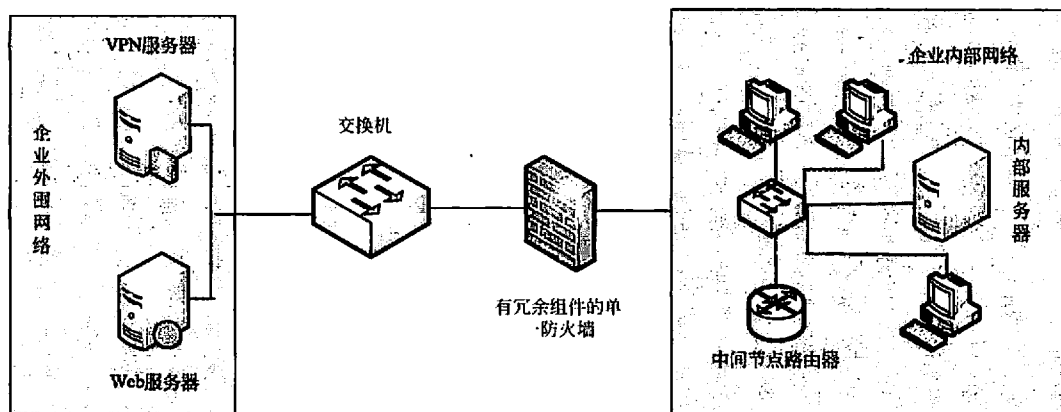 VPN服务器
企业外围网络
Web服务器
交换机
有冗余组件的单
防火墙
企业内部网络
内部服务器
中间节点路由器